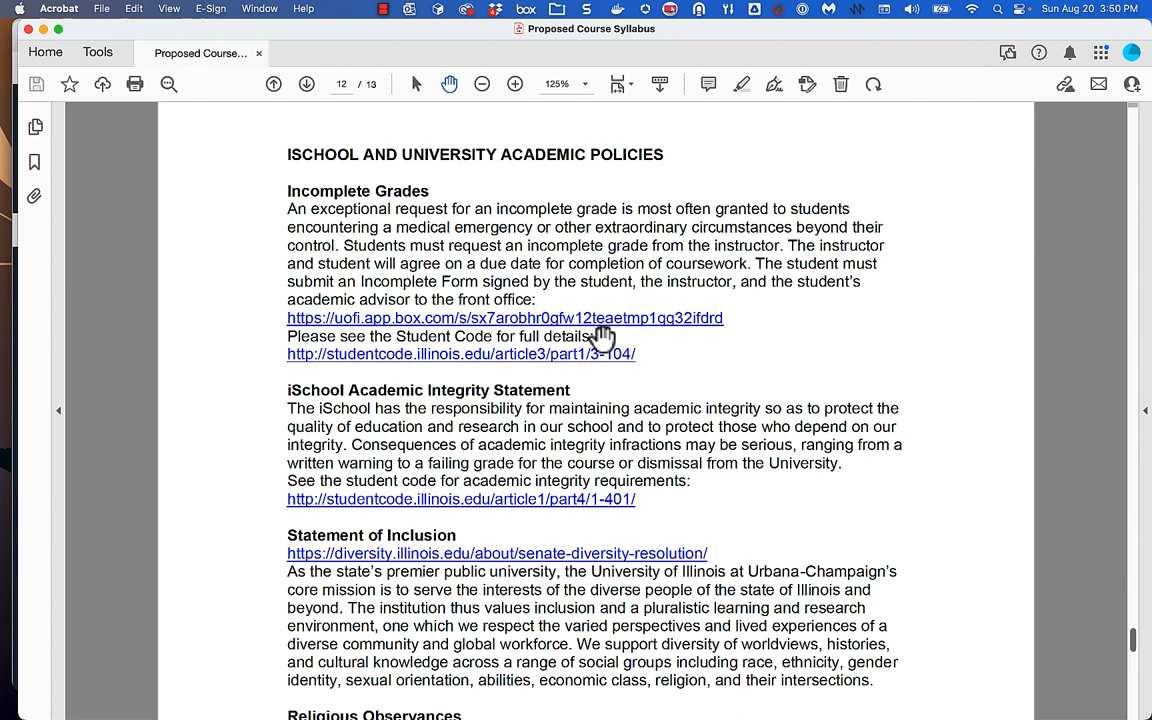 Acrobat File Edit View E-Sign Window Help box Sun Aug 20 3:50 PM
Proposed Course Syllabus
Home Tools Proposed Course... ×
12 / 13 125%
ISCHOOL AND UNIVERSITY ACADEMIC POLICIES
Incomplete Grades
An exceptional request for an incomplete grade is most often granted to students
encountering a medical emergency or other extraordinary circumstances beyond their
control. Students must request an incomplete grade from the instructor. The instructor
and student will agree on a due date for completion of coursework. The student must
submit an Incomplete Form signed by the student, the instructor, and the student's
academic advisor to the front office:
https://uofi.app.box.com/s/sx7arobhr0gfw12teaetmp1qq32ifdrd
Please see the Student Code for full details
http://studentcode.illinois.edu/article3/part1/3-104/
iSchool Academic Integrity Statement
The iSchool has the responsibility for maintaining academic integrity so as to protect the
quality of education and research in our school and to protect those who depend on our
integrity. Consequences of academic integrity infractions may be serious, ranging from a
written warning to a failing grade for the course or dismissal from the University.
See the student code for academic integrity requirements:
http://studentcode.illinois.edu/article1/part4/1-401/
Statement of Inclusion
https://diversity.illinois.edu/about/senate-diversity-resolution/
As the state's premier public university, the University of Illinois at Urbana-Champaign's
core mission is to serve the interests of the diverse people of the state of Illinois and
beyond. The institution thus values inclusion and a pluralistic learning and research
environment, one which we respect the varied perspectives and lived experiences of a
diverse community and global workforce. We support diversity of worldviews, histories,
and cultural knowledge across a range of social groups including race, ethnicity, gender
identity, sexual orientation, abilities, economic class, religion, and their intersections.
Religious Observances